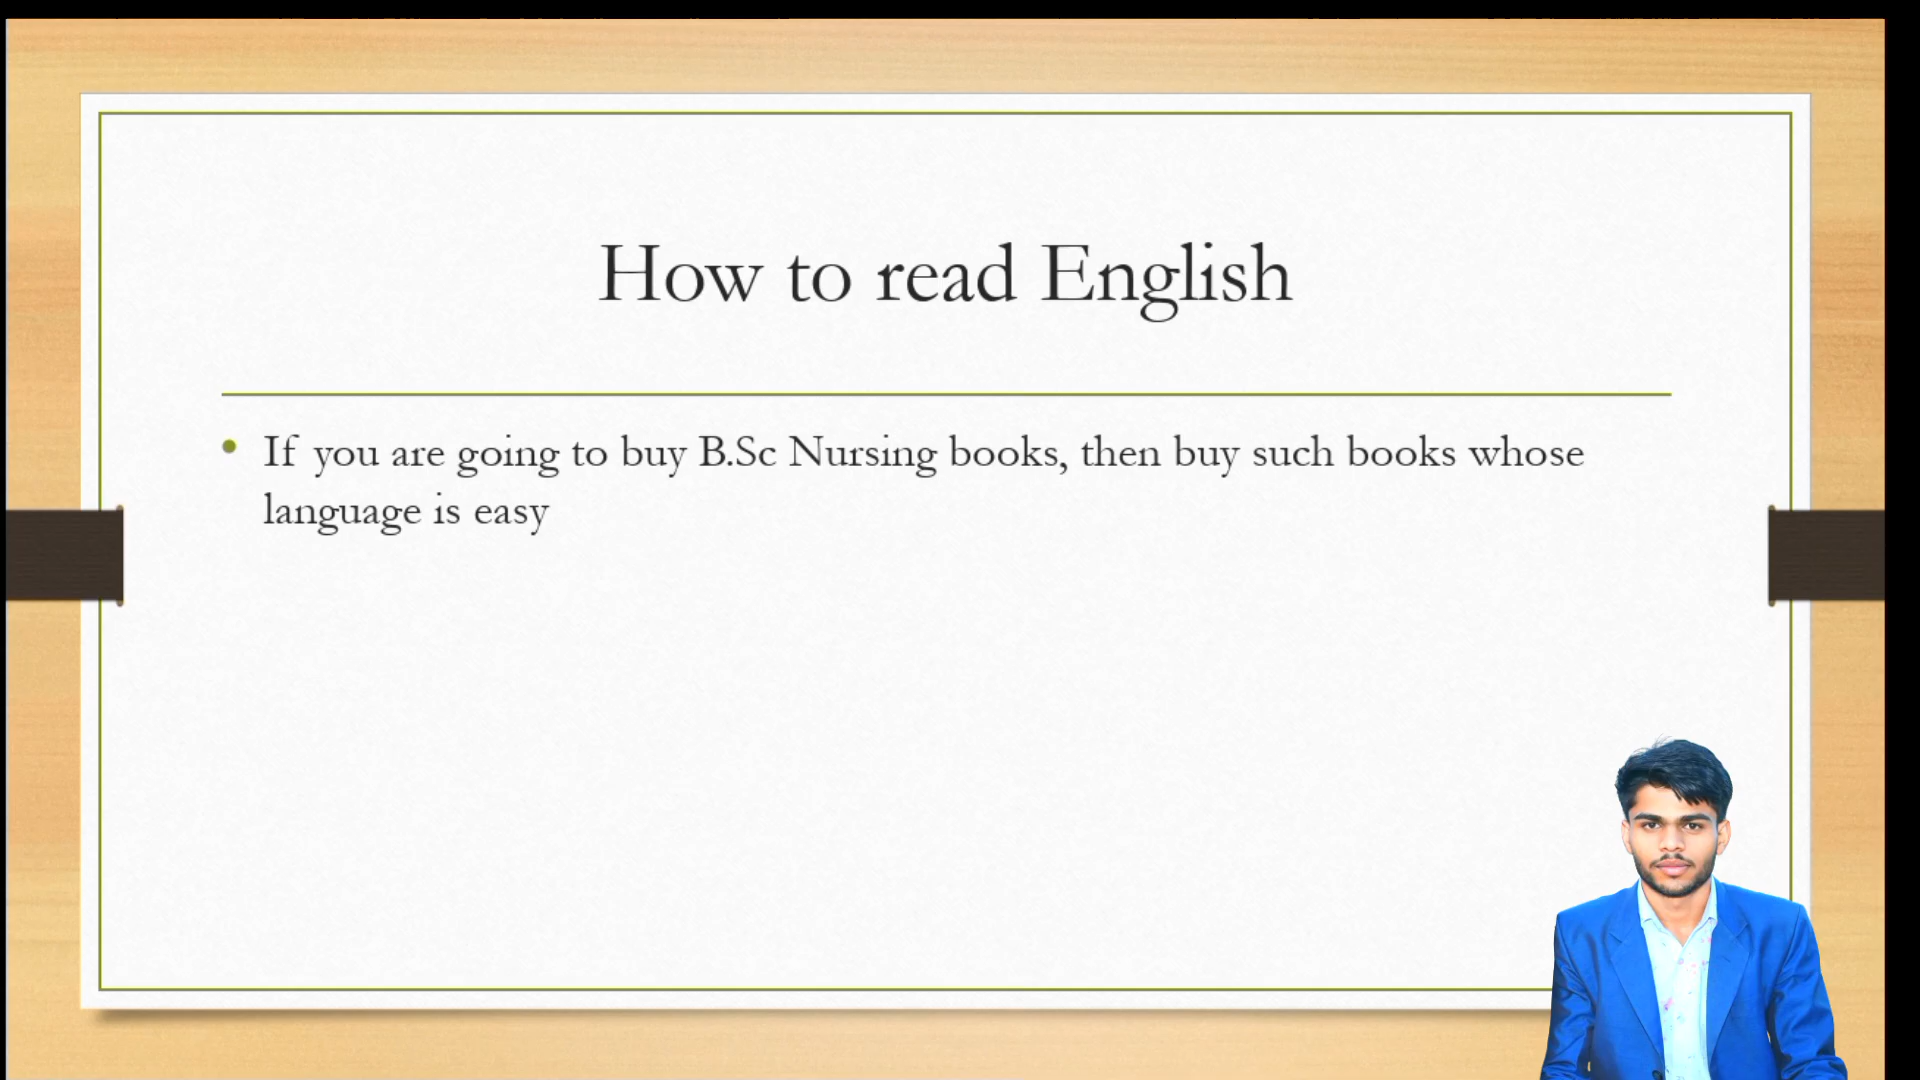 How to read English
• If you are going to buy B.Sc Nursing books, then buy such books whose
language is easy